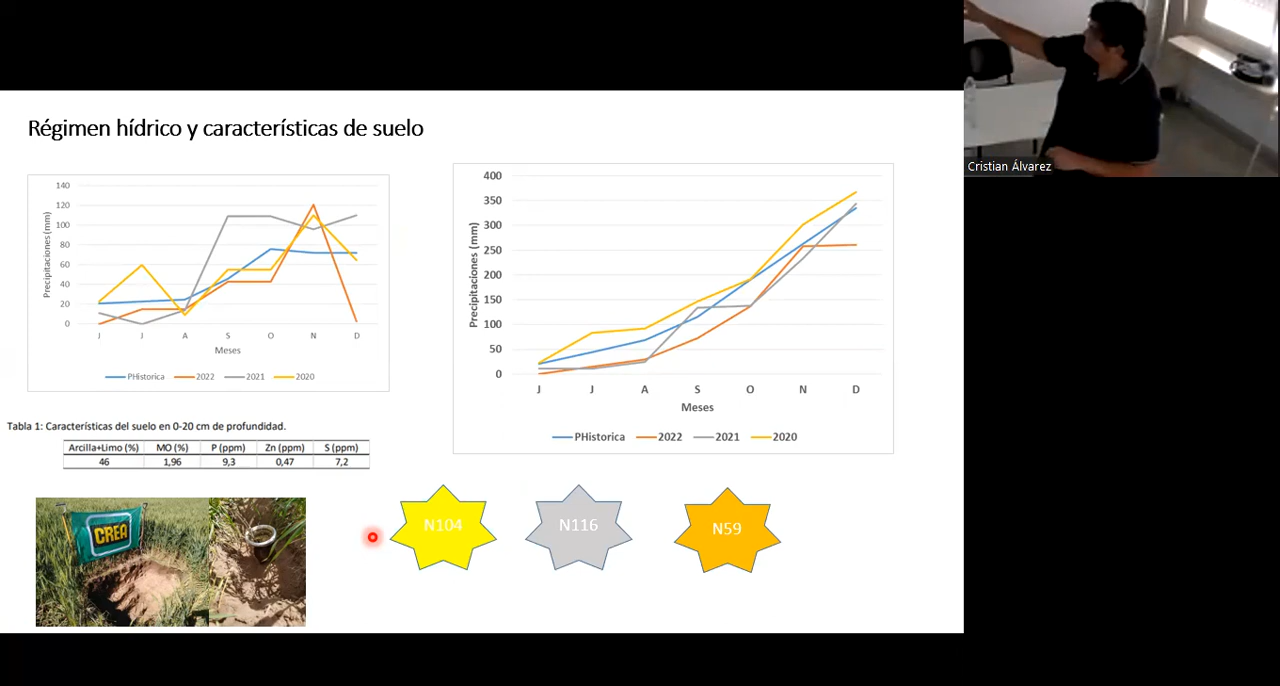 Régimen hídrico y características de suelo
Cristian Álvarez
Precipitaciones (mm)
140
120
100
80
60
40
20
0
J J A S O N D
Meses
PHistorica 2022 2021 2020
Precipitaciones (mm)
400
350
300
250
200
150
100
50
0
J J A S O N D
Meses
PHistorica 2022 2021 2020
Tabla 1: Características del suelo en 0-20 cm de profundidad.
Arcilla+Limo (%) MO (%) P (ppm) Zn (ppm) S (ppm)
46 1,96 9,3 0,47 7,2
CREA
N104 N116 N59